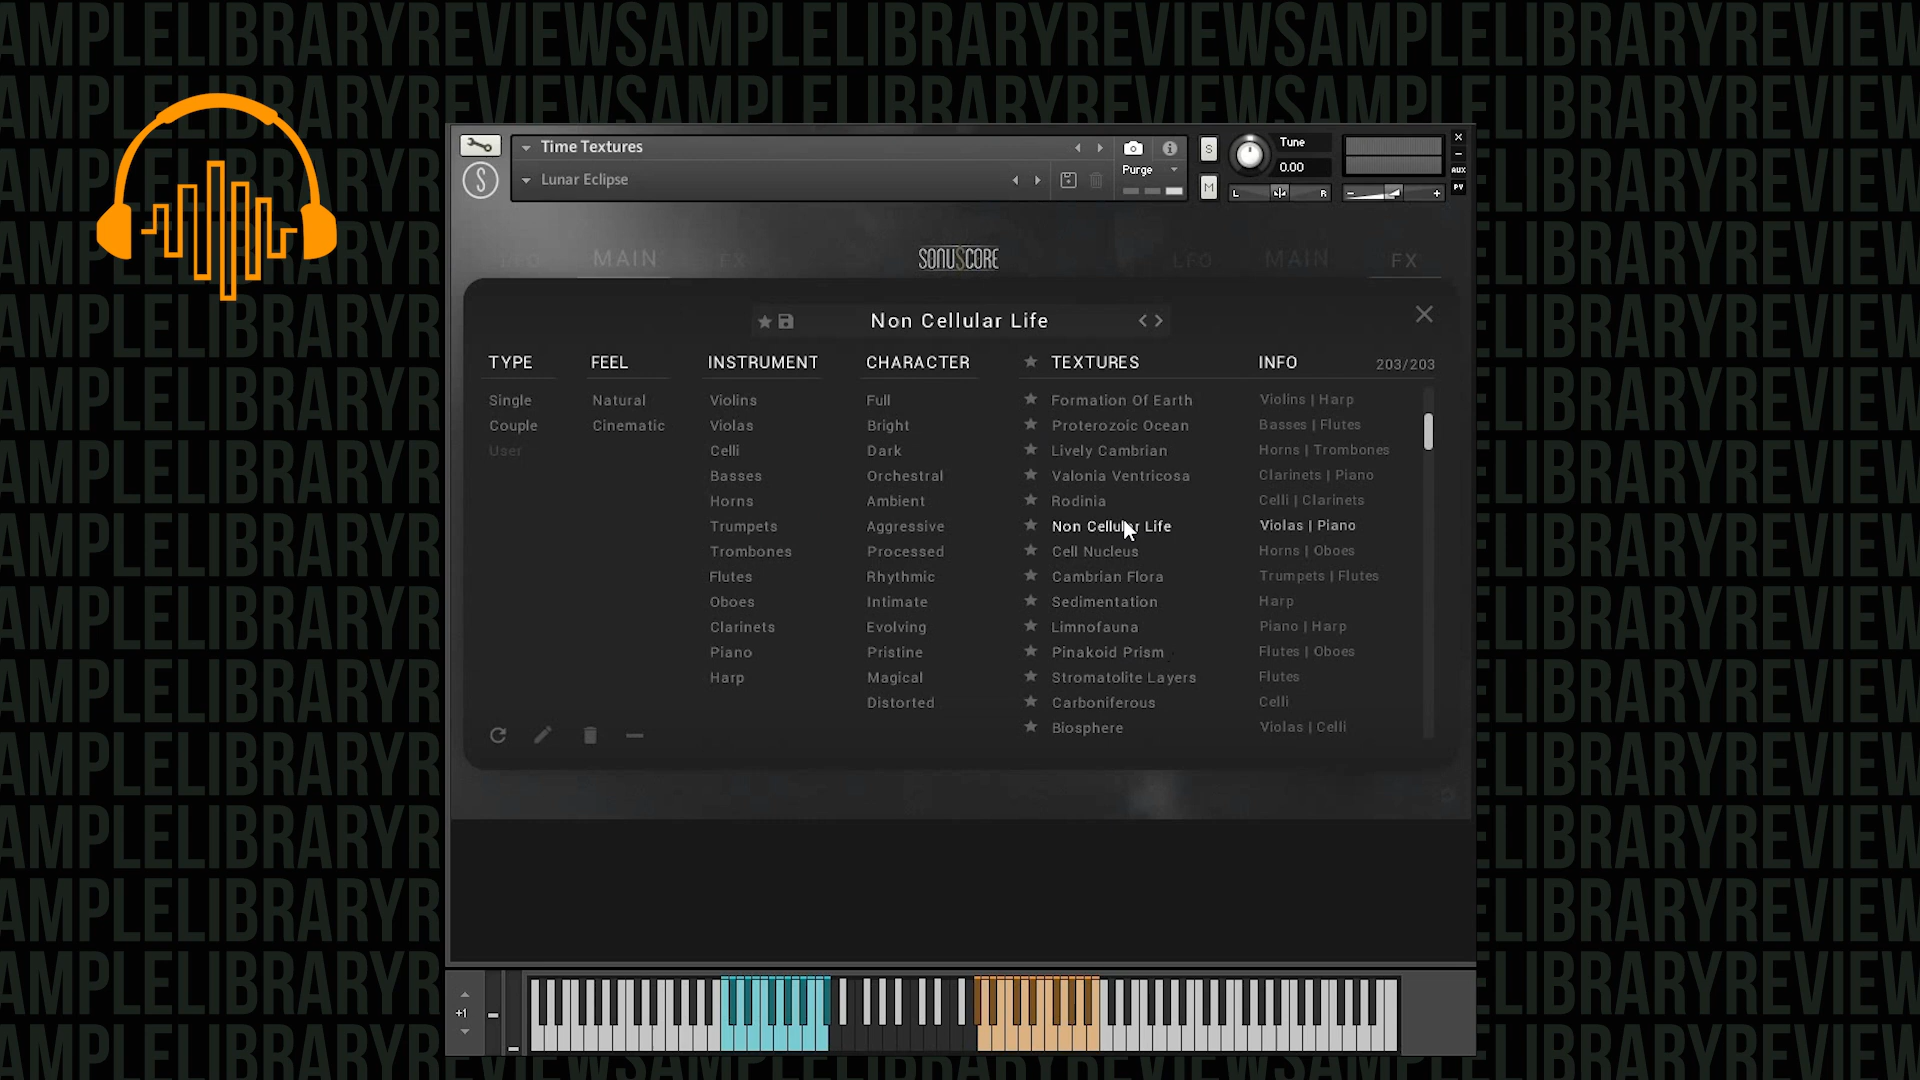 SAMPLELIBRARYREVIEWSAMPLELIBRARYREVIEWSAMPLELIBRARYREVIEW
Time Textures
Lunar Eclipse
Purge
S
M
Tune
0.00
L R
- +
x
AUX
PV
LFO MAIN FX
SONUSCORE
LFO MAIN FX
Non Cellular Life
TYPE FEEL INSTRUMENT CHARACTER TEXTURES INFO 203/203
Single Natural Violins Full Formation Of Earth Violins | Harp
Couple Cinematic Violas Bright Proterozoic Ocean Basses | Flutes
User Celli Dark Lively Cambrian Horns | Trombones
Basses Orchestral Valonia Ventricosa Clarinets | Piano
Horns Ambient Rodinia Celli | Clarinets
Trumpets Aggressive Non Cellular Life Violas | Piano
Trombones Processed Cell Nucleus Horns | Oboes
Flutes Rhythmic Cambrian Flora Trumpets | Flutes
Oboes Intimate Sedimentation Harp
Clarinets Evolving Limnofauna Piano | Harp
Piano Pristine Pinakoid Prism Flutes | Oboes
Harp Magical Stromatolite Layers Flutes
Distorted Carboniferous Celli
Biosphere Violas | Celli
+1